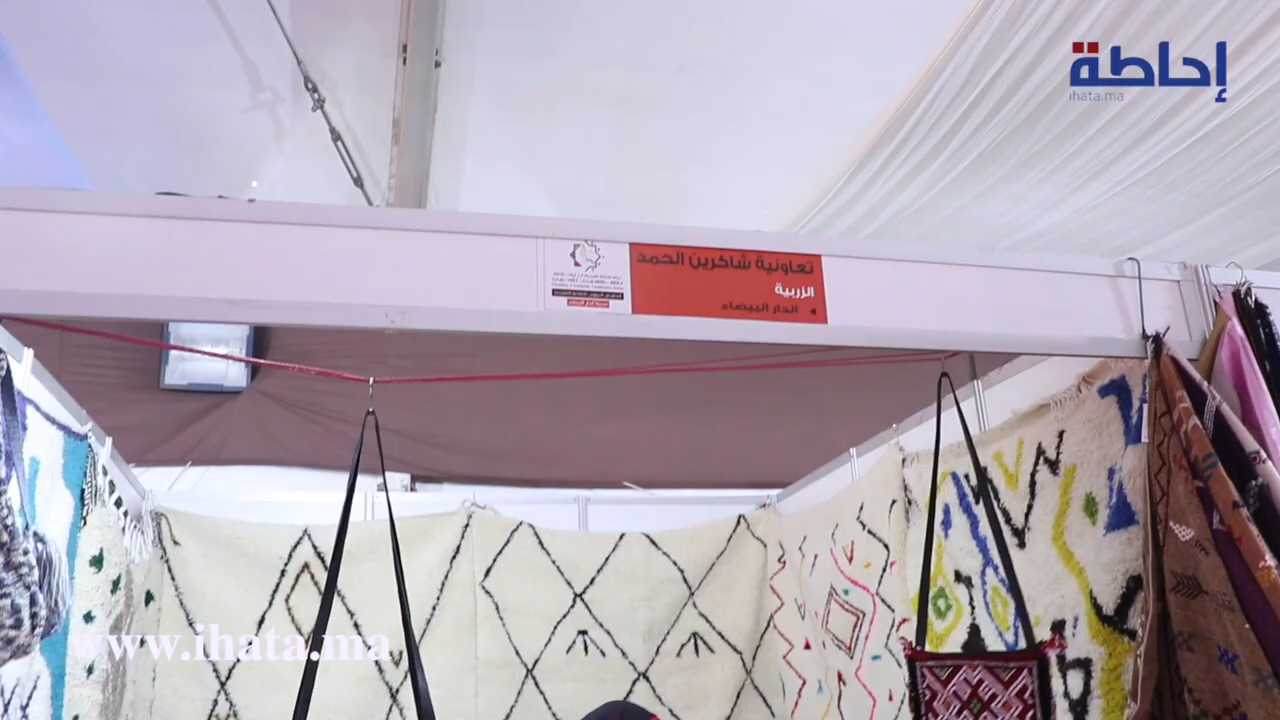 إحاطة
ihata.ma
تعاونية شاكرين الحمد
الزربية
الدار البيضاء
www.ihata.ma